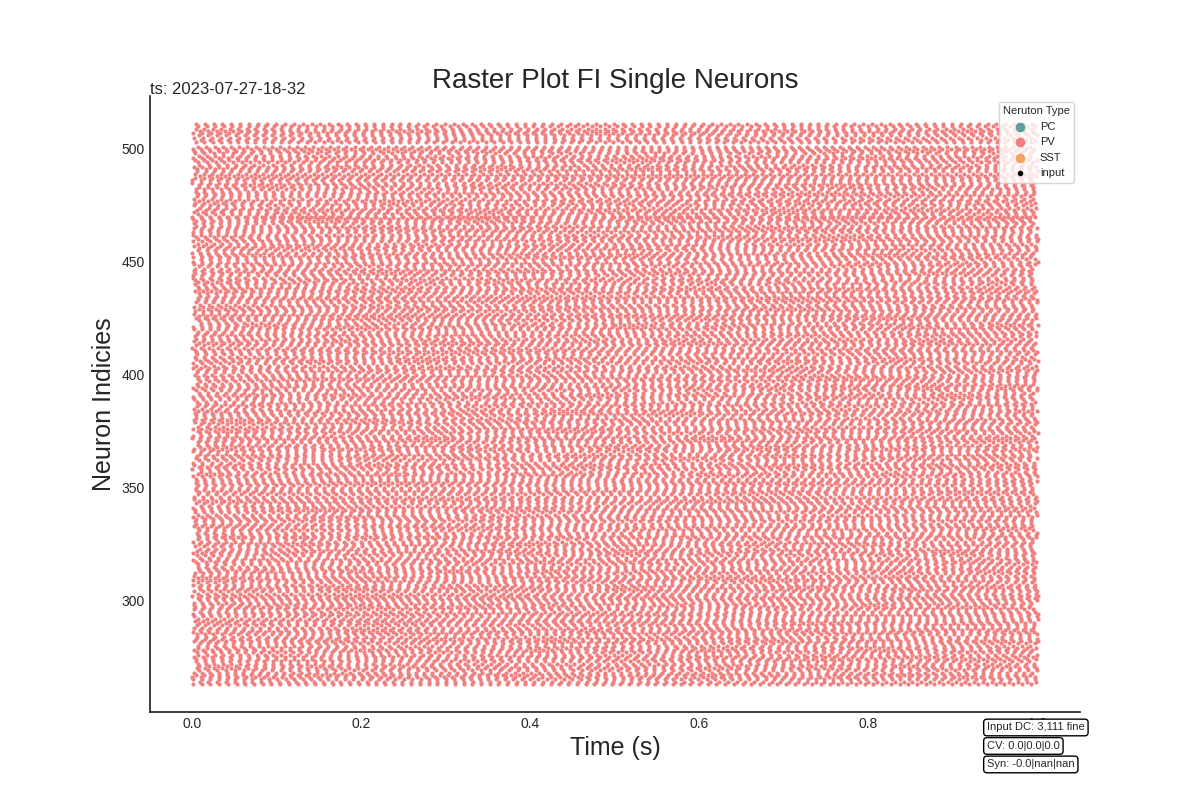 Raster Plot FI Single Neurons
ts: 2023-07-27-18-32
Neruton Type
PC
PV
SST
input
500
450
400
350
300
Neuron Indicies
0.0 0.2 0.4 0.6 0.8
Time (s)
Input DC: 3,111 fine
CV: 0.0|0.0|0.0
Syn: -0.0|nan|nan